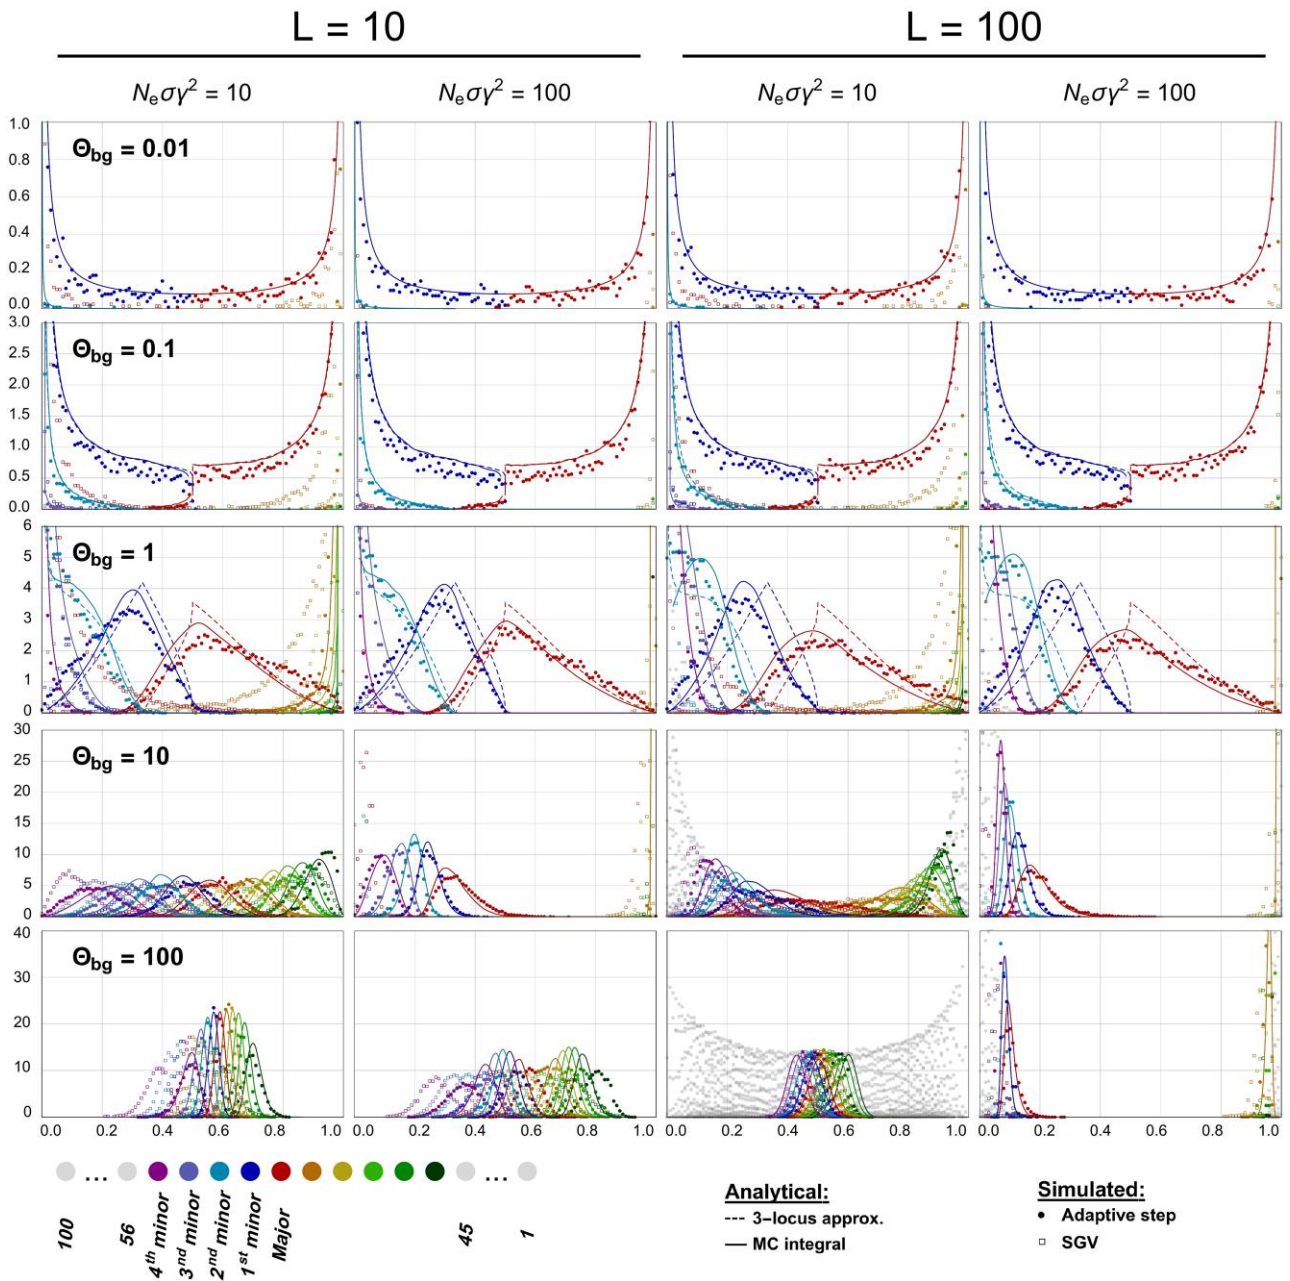 L = 10
L = 100
Neσγ² = 10
Neσγ² = 100
Neσγ² = 10
Neσγ² = 100
Θbg = 0.01
1.0
0.8
0.6
0.4
0.2
0.0
Θbg = 0.1
3.0
2.5
2.0
1.5
1.0
0.5
0.0
Θbg = 1
6
5
4
3
2
1
0
Θbg = 10
30
25
20
15
10
5
0
Θbg = 100
40
30
20
10
0
0.0 0.2 0.4 0.6 0.8 1.0
0.0 0.2 0.4 0.6 0.8 1.0
0.0 0.2 0.4 0.6 0.8 1.0
0.0 0.2 0.4 0.6 0.8 1.0
... ...
100
56
4th minor
3nd minor
2nd minor
1st minor
Major
45
1
Analytical:
3–locus approx.
MC integral
Simulated:
Adaptive step
SGV